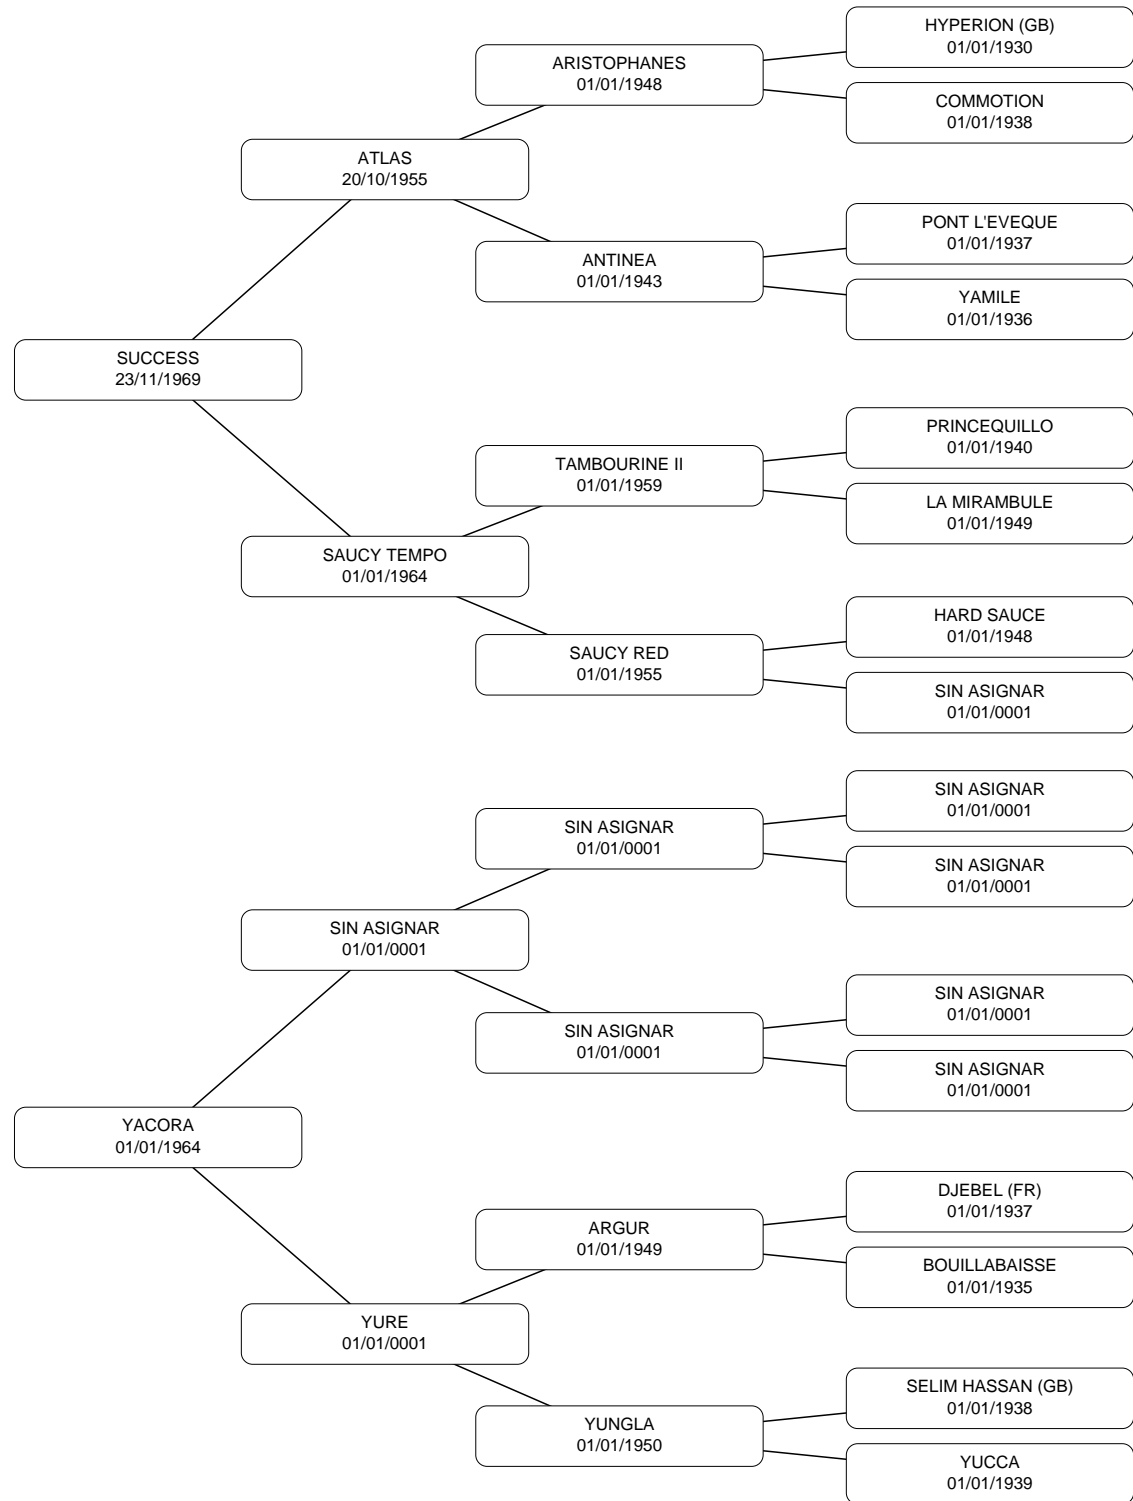 HYPERION (GB)
01/01/1930
ARISTOPHANES
01/01/1948
COMMOTION
01/01/1938
ATLAS
20/10/1955
PONT L'EVEQUE
01/01/1937
ANTINEA
01/01/1943
YAMILE
01/01/1936
SUCCESS
23/11/1969
PRINCEQUILLO
01/01/1940
TAMBOURINE II
01/01/1959
LA MIRAMBULE
01/01/1949
SAUCY TEMPO
01/01/1964
HARD SAUCE
01/01/1948
SAUCY RED
01/01/1955
SIN ASIGNAR
01/01/0001
SIN ASIGNAR
01/01/0001
SIN ASIGNAR
01/01/0001
SIN ASIGNAR
01/01/0001
SIN ASIGNAR
01/01/0001
SIN ASIGNAR
01/01/0001
SIN ASIGNAR
01/01/0001
SIN ASIGNAR
01/01/0001
YACORA
01/01/1964
DJEBEL (FR)
01/01/1937
ARGUR
01/01/1949
BOUILLABAISSE
01/01/1935
YURE
01/01/0001
SELIM HASSAN (GB)
01/01/1938
YUNGLA
01/01/1950
YUCCA
01/01/1939